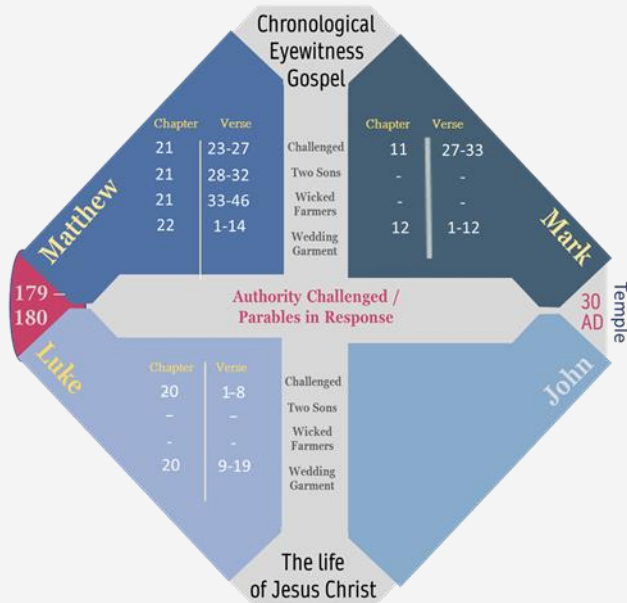 Chronological
Eyewitness
Gospel
Matthew
Chapter Verse
21 23-27
21 28-32
21 33-46
22 1-14
Challenged
Two Sons
Wicked
Farmers
Wedding
Garment
Mark
Chapter Verse
11 27-33
- -
- -
12 1-12
179 –
180
Authority Challenged /
Parables in Response
30
AD
Temple
Luke
Chapter Verse
20 1-8
– –
- -
20 9-19
Challenged
Two Sons
Wicked
Farmers
Wedding
Garment
John
The life
of Jesus Christ